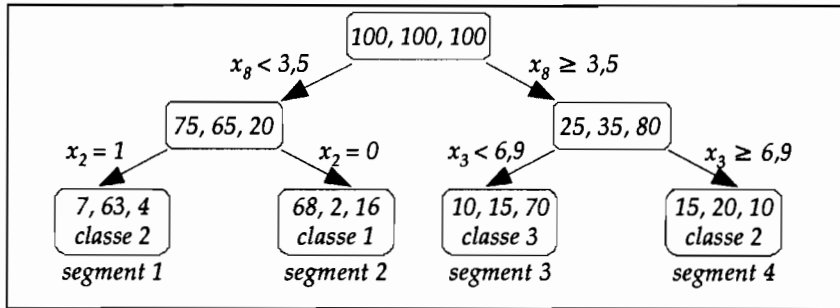 100, 100, 100
x₈ < 3,5
x₈ ≥ 3,5
75, 65, 20
25, 35, 80
x₂ = 1
x₂ = 0
x₃ < 6,9
x₃ ≥ 6,9
7, 63, 4
classe 2
68, 2, 16
classe 1
10, 15, 70
classe 3
15, 20, 10
classe 2
segment 1
segment 2
segment 3
segment 4